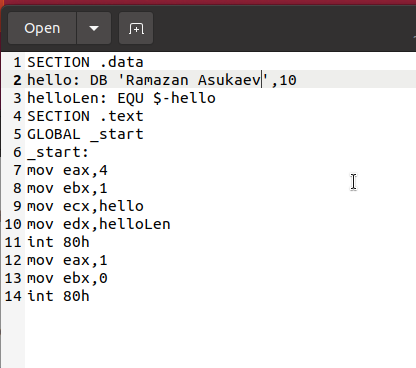 Open
1 SECTION .data
2 hello: DB 'Ramazan Asukaev',10
3 helloLen: EQU $-hello
4 SECTION .text
5 GLOBAL _start
6 _start:
7 mov eax,4
8 mov ebx,1
9 mov ecx,hello
10 mov edx,helloLen
11 int 80h
12 mov eax,1
13 mov ebx,0
14 int 80h